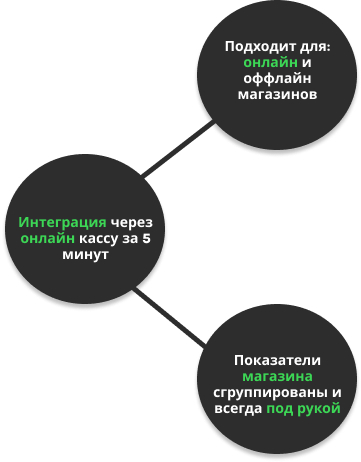 Подходит для:
онлайн и
оффлайн
магазинов
Интеграция через
онлайн кассу за 5
минут
Показатели
магазина
сгруппированы и
всегда под рукой